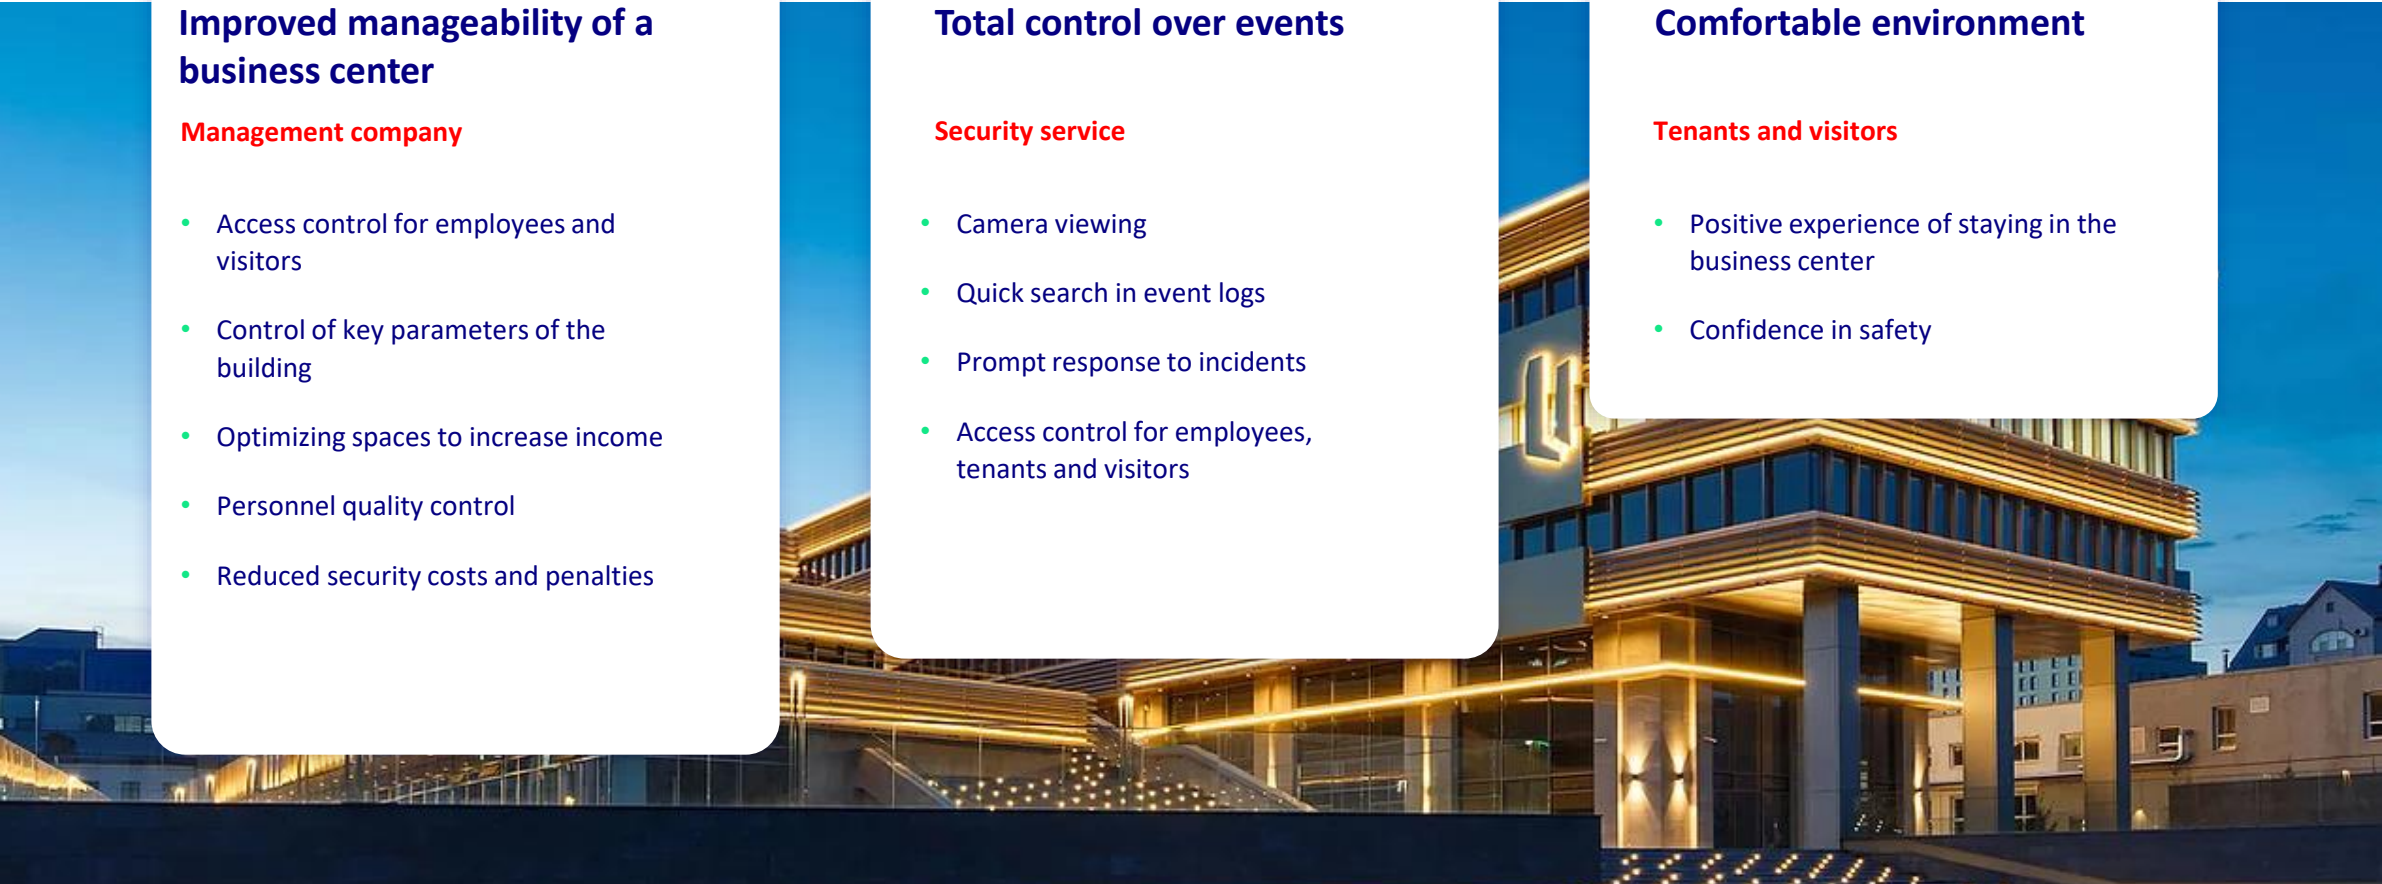 Improved manageability of a
business center
Management company
• Access control for employees and
visitors
• Control of key parameters of the
building
• Optimizing spaces to increase income
• Personnel quality control
• Reduced security costs and penalties
Total control over events
Security service
• Camera viewing
• Quick search in event logs
• Prompt response to incidents
• Access control for employees,
tenants and visitors
Comfortable environment
Tenants and visitors
• Positive experience of staying in the
business center
• Confidence in safety